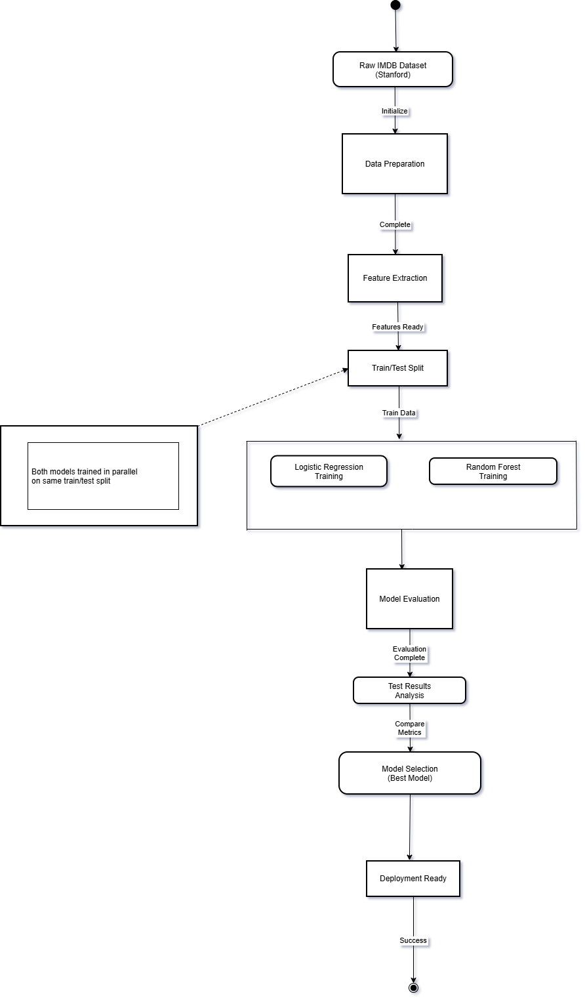 Raw IMDB Dataset
(Stanford)
Initialize
Data Preparation
Complete
Feature Extraction
Features Ready
Train/Test Split
Train Data
Both models trained in parallel
on same train/test split
Logistic Regression
Training
Random Forest
Training
Model Evaluation
Evaluation
Complete
Test Results
Analysis
Compare
Metrics
Model Selection
(Best Model)
Deployment Ready
Success